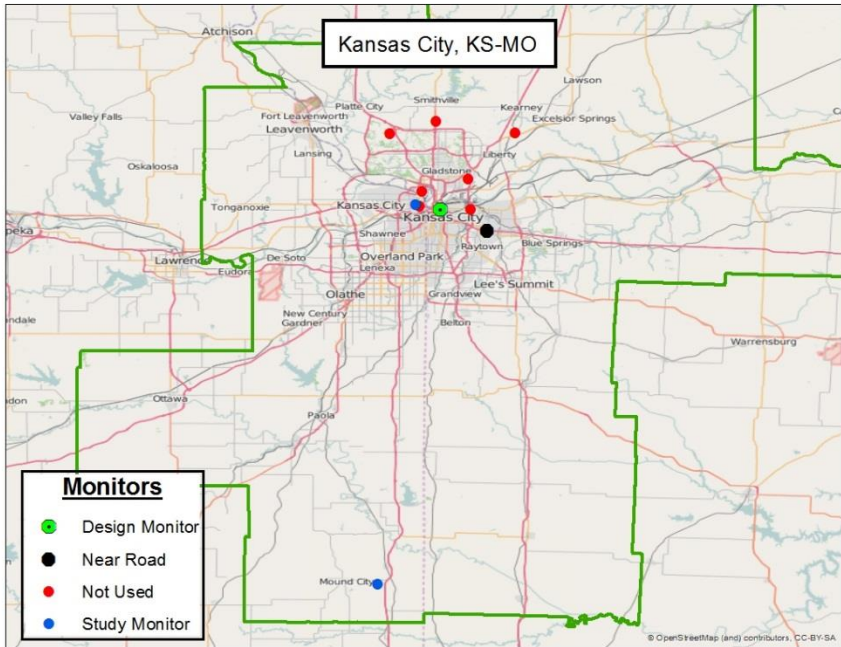 Kansas City, KS-MO
Atchison
Smithville
Lawson
Platte City
Kearney
Valley Falls
Fort Leavenworth
Excelsior Springs
Leavenworth
Lansing
Liberty
Oskaloosa
Gladstone
Tonganoxie
Kansas City
Kansas City
Shawnee
Raytown
Blue Springs
Lawrence
De Soto
Overland Park
Eudora
Lenexa
Lee's Summit
Olathe
Grandview
New Century
Gardner
Belton
Warrensburg
Ottawa
Paola
Mound City
Monitors
Design Monitor
Near Road
Not Used
Study Monitor
© OpenStreetMap (and) contributors, CC-BY-SA